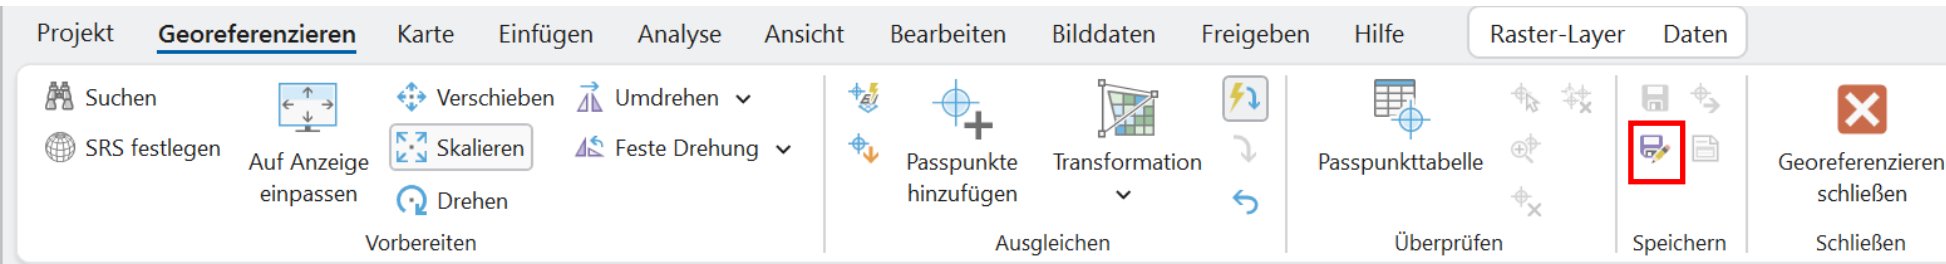 Projekt Georeferenzieren Karte Einfügen Analyse Ansicht Bearbeiten Bilddaten Freigeben Hilfe Raster-Layer Daten
Suchen
SRS festlegen
Auf Anzeige
einpassen
Verschieben
Skalieren
Drehen
Umdrehen
Feste Drehung
Vorbereiten
Passpunkte
hinzufügen
Transformation
Ausgleichen
Passpunkttabelle
Überprüfen
Speichern
Georeferenzieren
schließen
Schließen